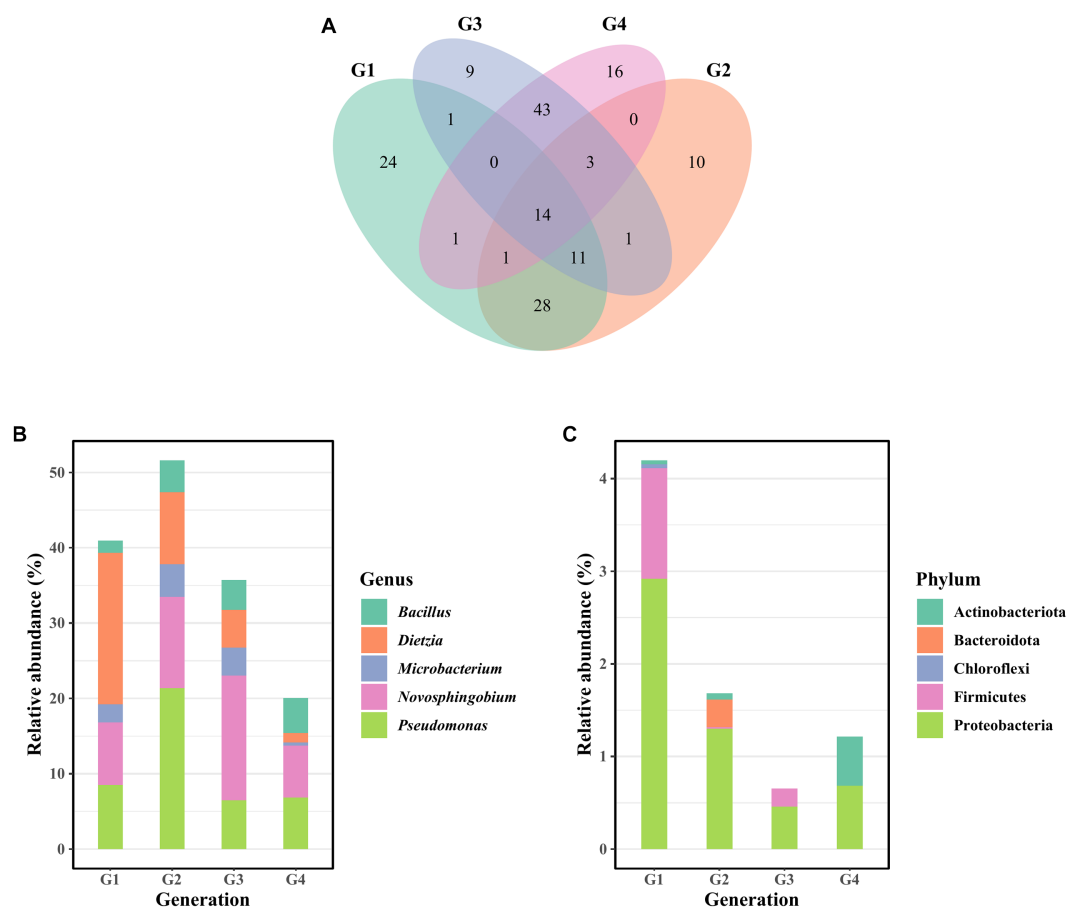 A
G3
G4
G1
G2
9
16
1
43
0
24
0
3
10
14
1
1
1
11
28
B
Relative abundance (%)
50
40
30
20
10
0
G1 G2 G3 G4
Generation
Genus
Bacillus
Dietzia
Microbacterium
Novosphingobium
Pseudomonas
C
Relative abundance (%)
4
3
2
1
0
G1 G2 G3 G4
Generation
Phylum
Actinobacteriota
Bacteroidota
Chloroflexi
Firmicutes
Proteobacteria